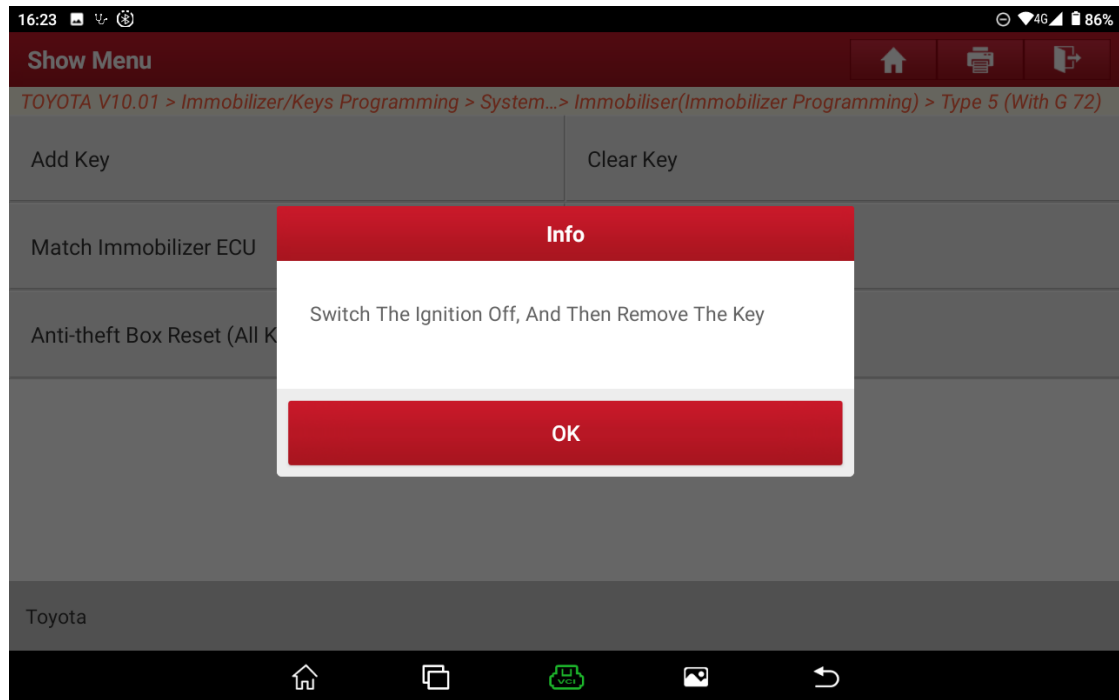 16:23 4G 86%
Show Menu
TOYOTA V10.01 > Immobilizer/Keys Programming > System...> Immobiliser(Immobilizer Programming) > Type 5 (With G 72)
Add Key Clear Key
Info
Match Immobilizer ECU
Switch The Ignition Off, And Then Remove The Key
Anti-theft Box Reset (All K
OK
Toyota
VCI